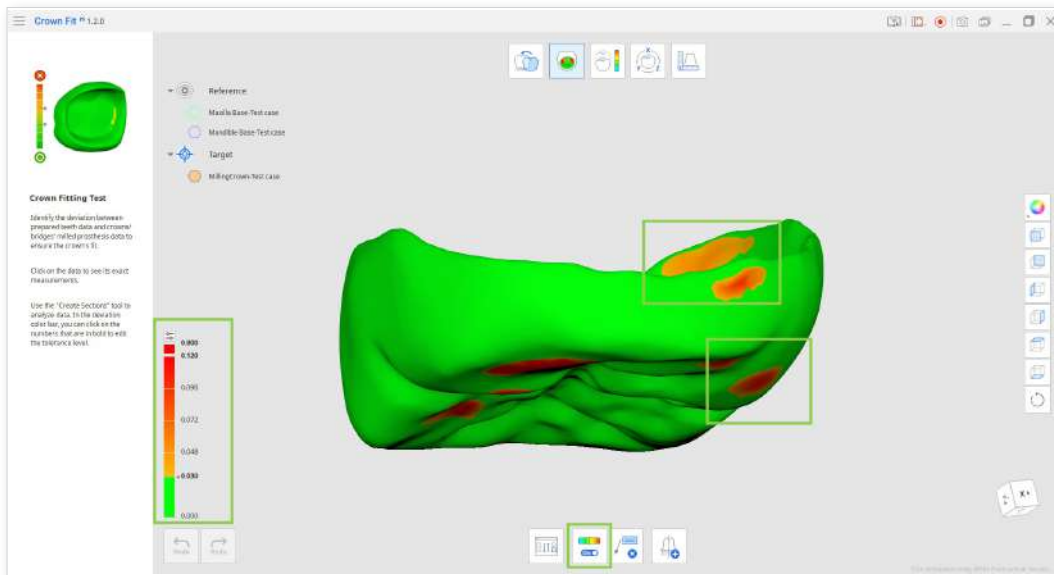 Crown Fit 1.2.0
Reference
Maxilla Base-Test case
Mandible Base-Test case
Target
MillingCrown-Test case
Crown Fitting Test
Identify the deviation between
prepared teeth data and crowns/
bridges' milled prosthesis data to
ensure the crown's fit.
Click on the data to see its exact
measurements.
Use the "Create Sections" tool to
analyze data. In the deviation
color bar, you can click on the
numbers that are in bold to edit
the tolerance level.
0.800
0.120
0.096
0.072
0.048
0.030
0.000
Undo
Redo
X+